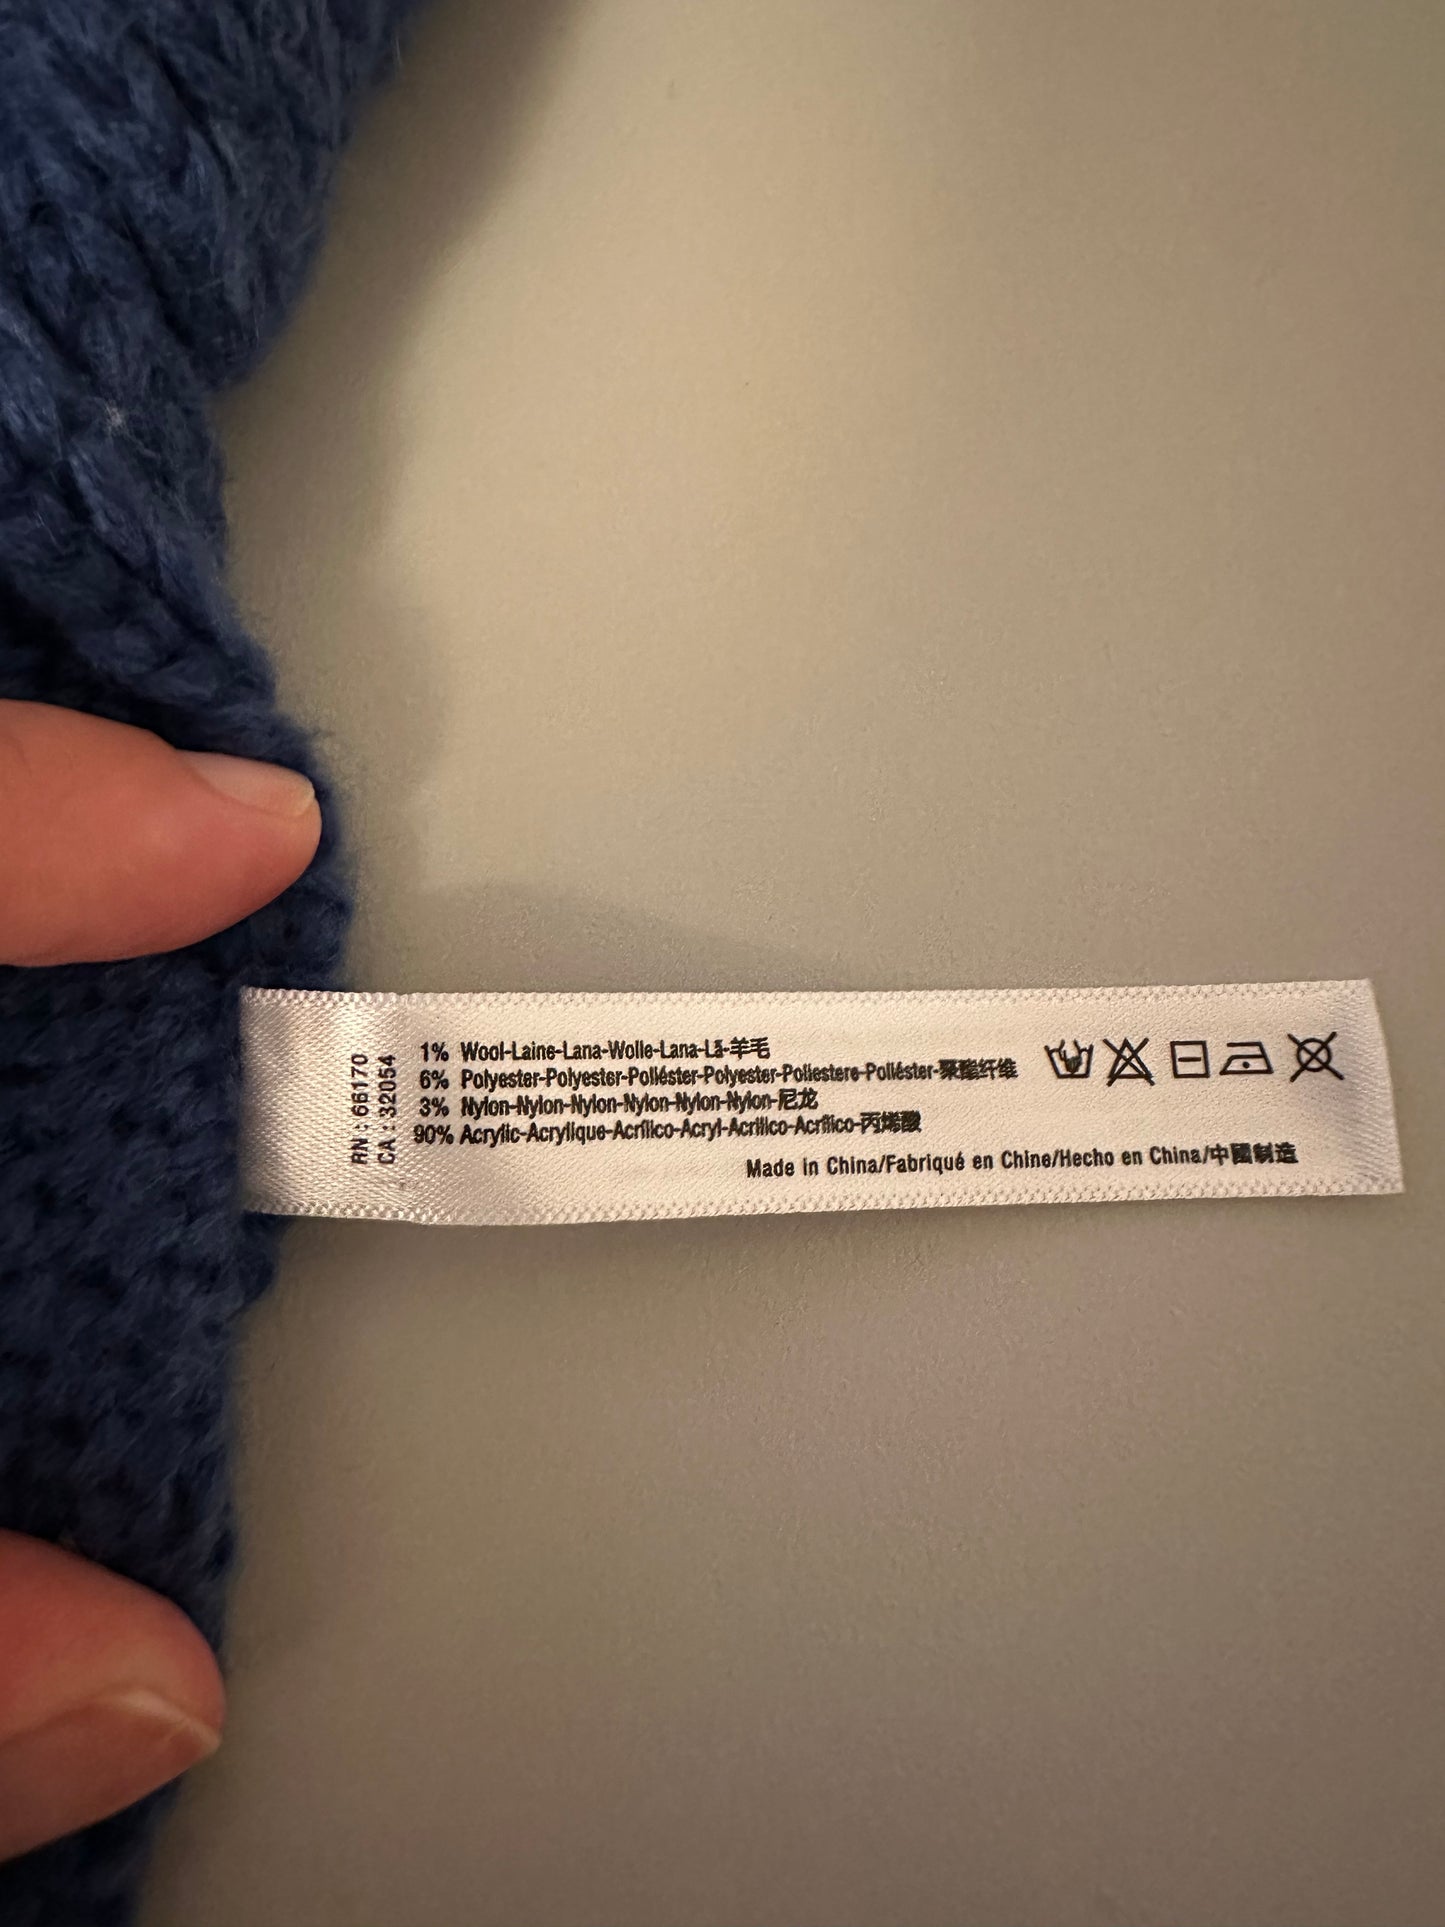 RN : 66170
CA : 32054
1% Wool-Laine-Lana-Wolle-Lana-Lã-羊毛
6% Polyester-Polyester-Poliéster-Polyester-Poliestere-Poliéster-聚酯纤维
3% Nylon-Nylon-Nylon-Nylon-Nylon-Nylon-尼龙
90% Acrylic-Acrylique-Acrílico-Acryl-Acrilico-Acrílico-丙烯酸
Made in China/Fabriqué en Chine/Hecho en China/中國制造